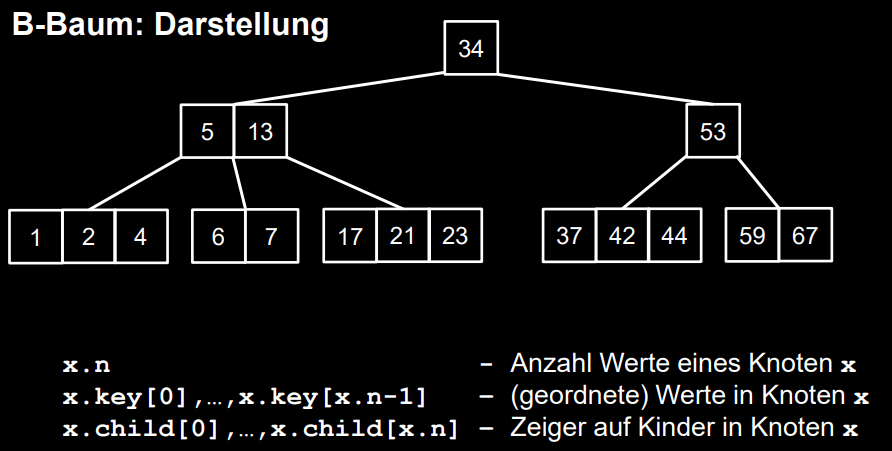 B-Baum: Darstellung
34
5 13
53
1 2 4
6 7
17 21 23
37 42 44
59 67
x.n – Anzahl Werte eines Knoten x
x.key[0],…,x.key[x.n-1] – (geordnete) Werte in Knoten x
x.child[0],…,x.child[x.n] – Zeiger auf Kinder in Knoten x